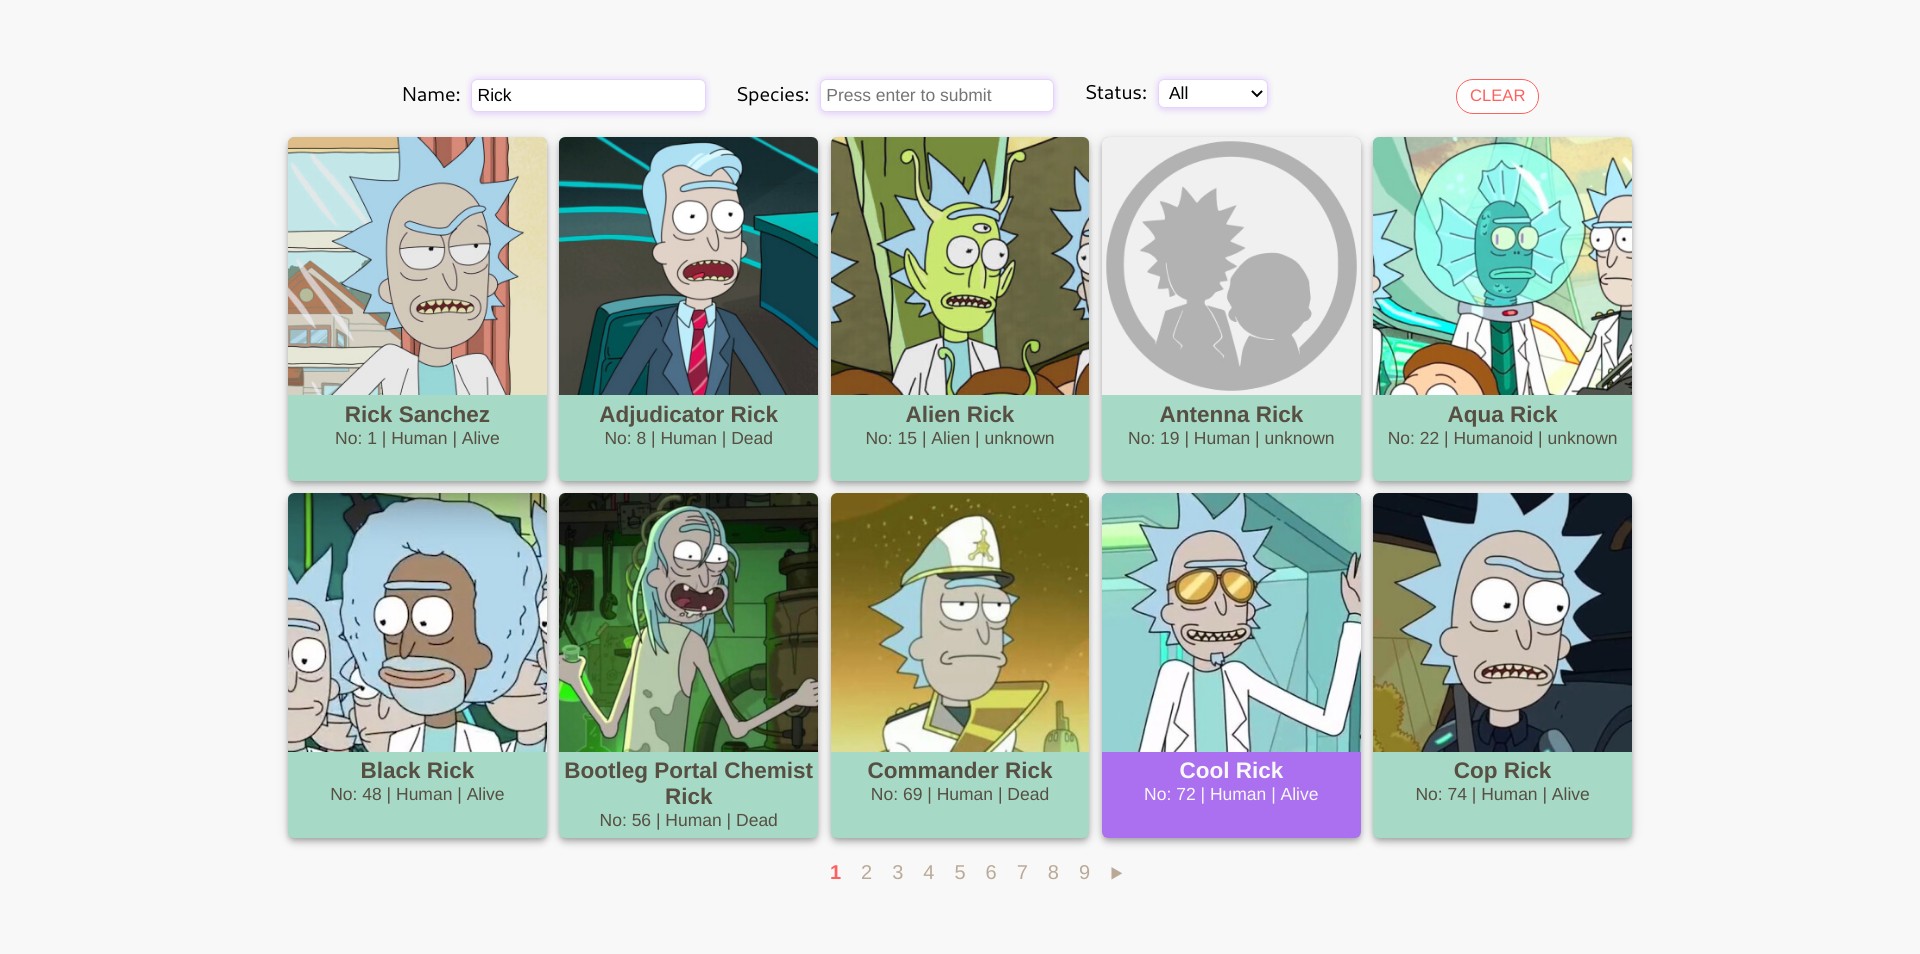 Name: Rick Species: Press enter to submit Status: All CLEAR
Rick Sanchez
No: 1 | Human | Alive
Adjudicator Rick
No: 8 | Human | Dead
Alien Rick
No: 15 | Alien | unknown
Antenna Rick
No: 19 | Human | unknown
Aqua Rick
No: 22 | Humanoid | unknown
Black Rick
No: 48 | Human | Alive
Bootleg Portal Chemist
Rick
No: 56 | Human | Dead
Commander Rick
No: 69 | Human | Dead
Cool Rick
No: 72 | Human | Alive
Cop Rick
No: 74 | Human | Alive
1 2 3 4 5 6 7 8 9 ►